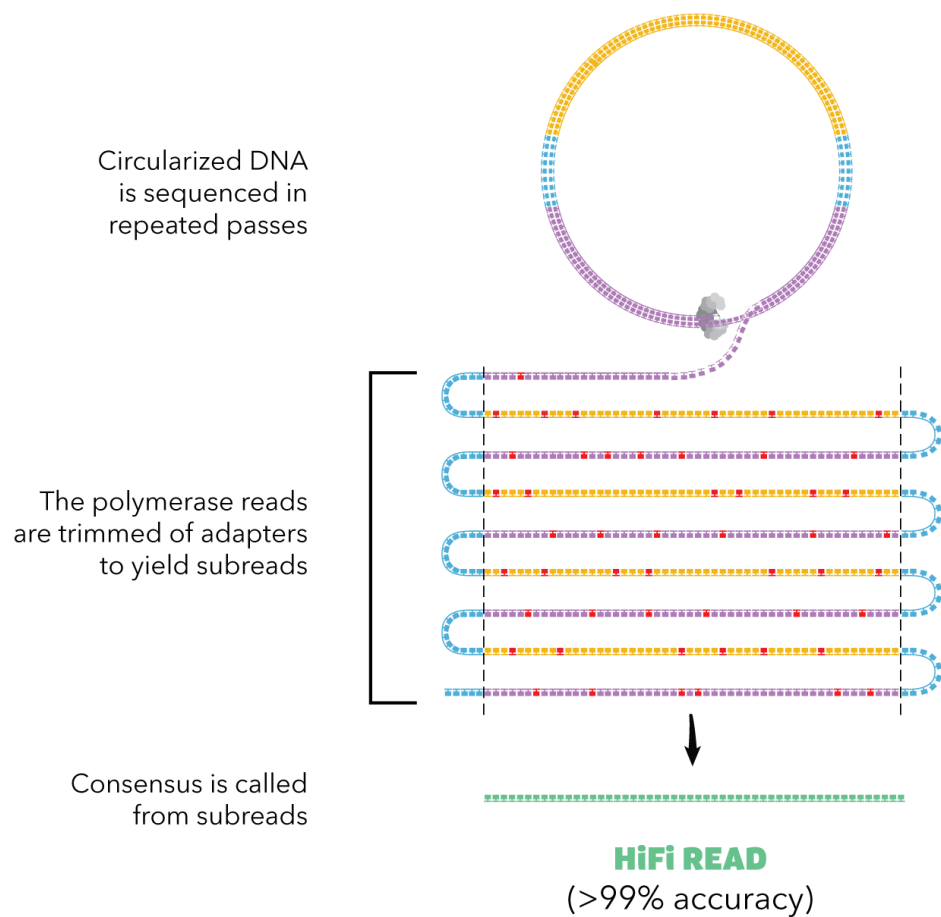 Circularized DNA
is sequenced in
repeated passes
The polymerase reads
are trimmed of adapters
to yield subreads
Consensus is called
from subreads
HiFi READ
(>99% accuracy)